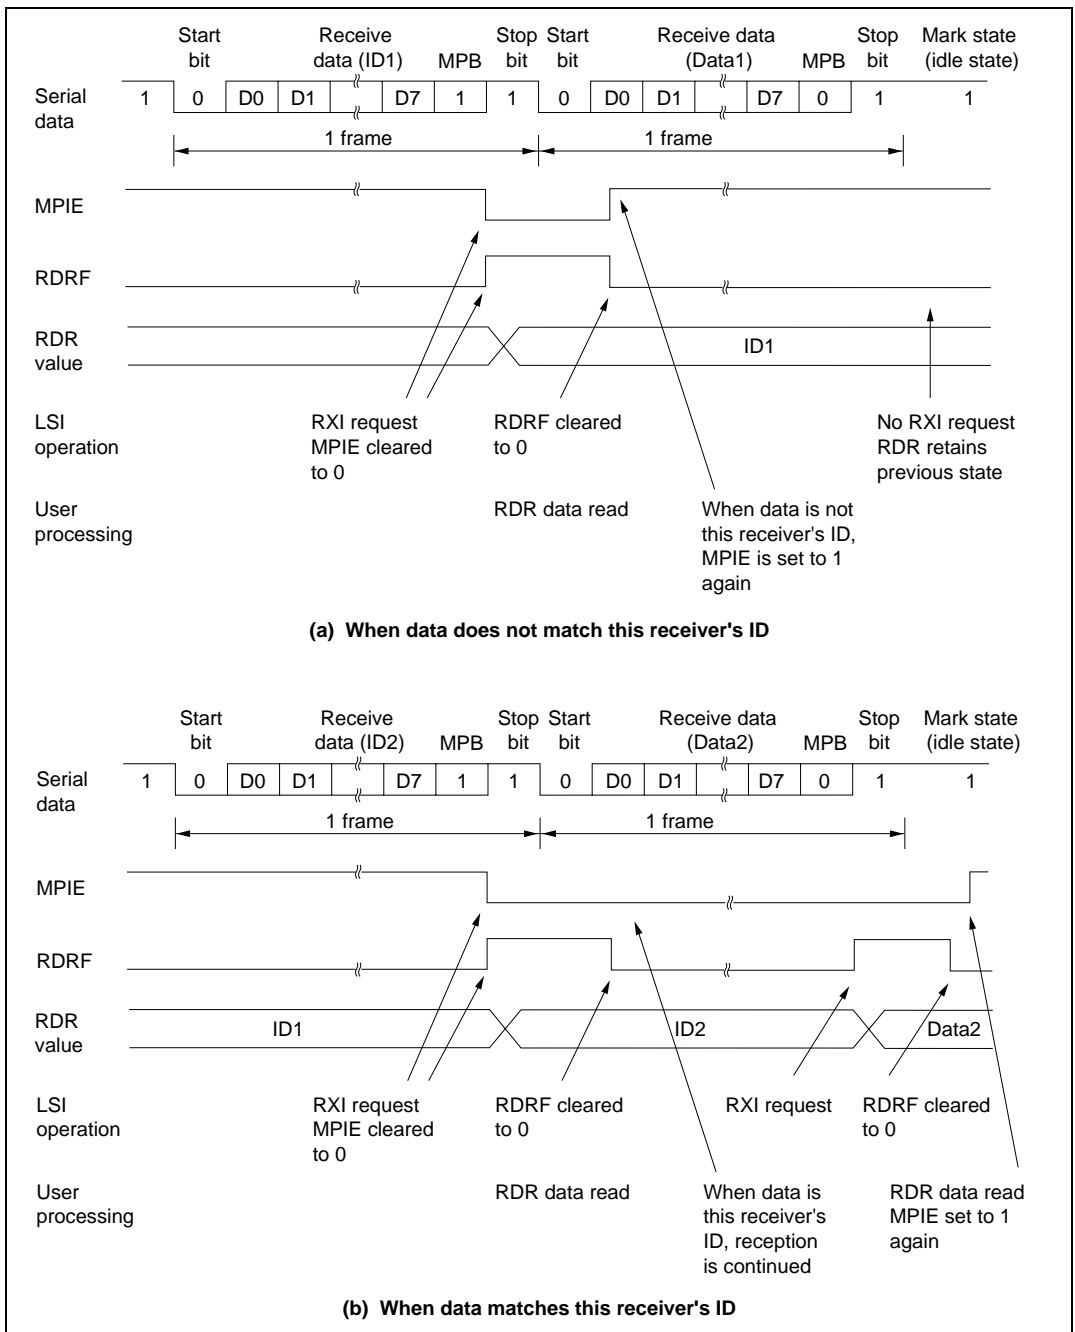 Start Receive Stop Start Receive data Stop Mark state
bit data (ID1) MPB bit bit (Data1) MPB bit (idle state)
Serial
data
1 0 D0 D1 D7 1 1 0 D0 D1 D7 0 1 1
1 frame 1 frame
MPIE
RDRF
RDR
value
ID1
LSI
operation
RXI request
MPIE cleared
to 0
RDRF cleared
to 0
No RXI request
RDR retains
previous state
User
processing
RDR data read
When data is not
this receiver's ID,
MPIE is set to 1
again
(a) When data does not match this receiver's ID
Start Receive Stop Start Receive data Stop Mark state
bit data (ID2) MPB bit bit (Data2) MPB bit (idle state)
Serial
data
1 0 D0 D1 D7 1 1 0 D0 D1 D7 0 1 1
1 frame 1 frame
MPIE
RDRF
RDR
value
ID1 ID2 Data2
LSI
operation
RXI request
MPIE cleared
to 0
RDRF cleared
to 0
RXI request
RDRF cleared
to 0
User
processing
RDR data read
When data is
this receiver's
ID, reception
is continued
RDR data read
MPIE set to 1
again
(b) When data matches this receiver's ID